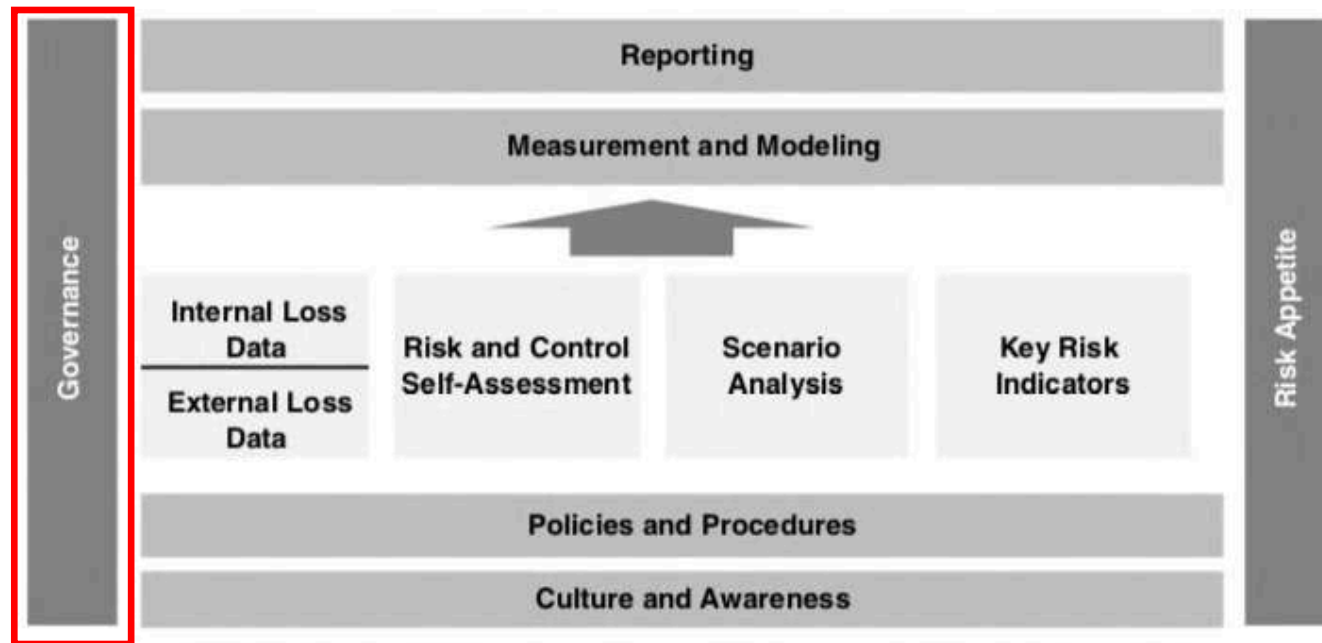 Governance
Reporting
Measurement and Modeling
Internal Loss
Data
External Loss
Data
Risk and Control
Self-Assessment
Scenario
Analysis
Key Risk
Indicators
Policies and Procedures
Culture and Awareness
Risk Appetite